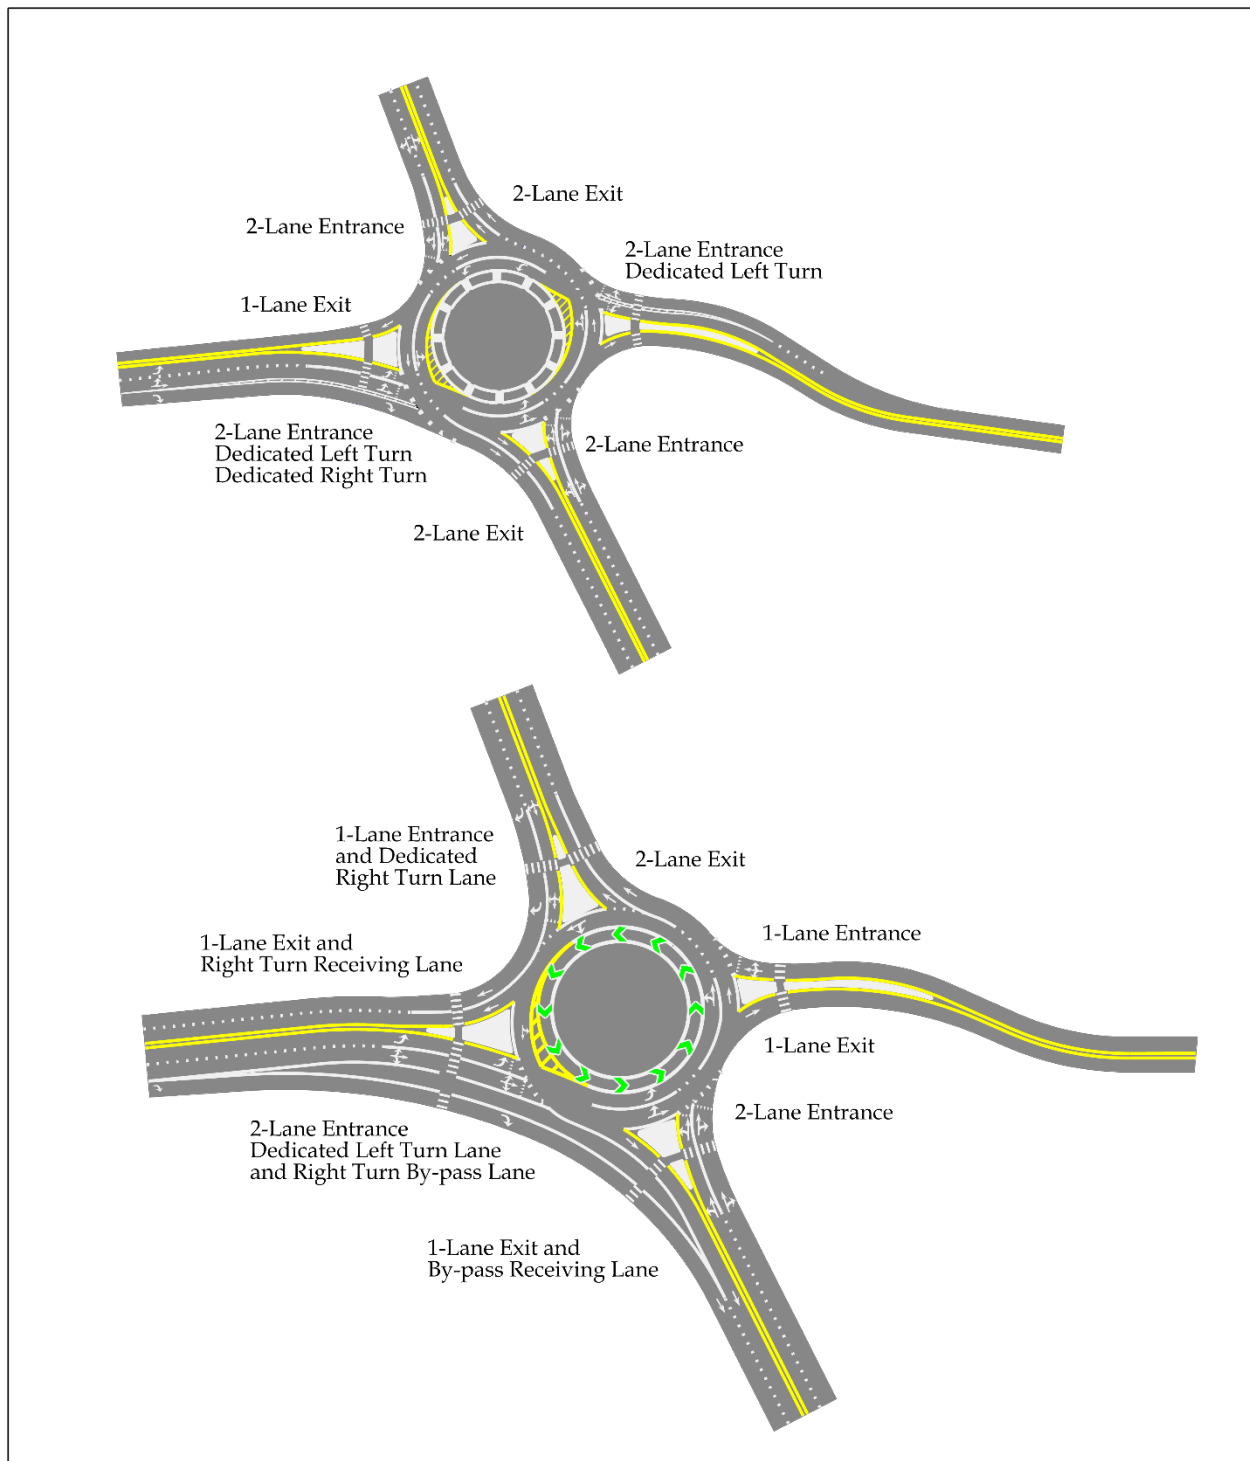 2-Lane Exit
2-Lane Entrance
2-Lane Entrance
Dedicated Left Turn
1-Lane Exit
2-Lane Entrance
Dedicated Left Turn
Dedicated Right Turn
2-Lane Entrance
2-Lane Exit
1-Lane Entrance
and Dedicated
Right Turn Lane
2-Lane Exit
1-Lane Entrance
1-Lane Exit and
Right Turn Receiving Lane
1-Lane Exit
2-Lane Entrance
2-Lane Entrance
Dedicated Left Turn Lane
and Right Turn By-pass Lane
1-Lane Exit and
By-pass Receiving Lane